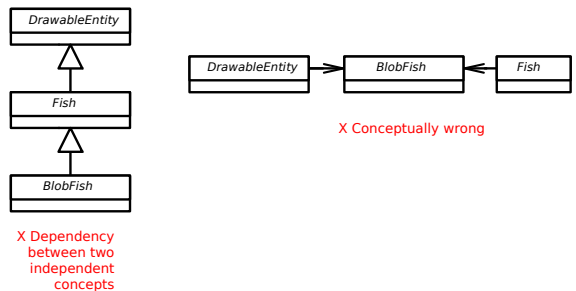 DrawableEntity
Fish
BlobFish
X Dependency
between two
independent
concepts
DrawableEntity
BlobFish
Fish
X Conceptually wrong